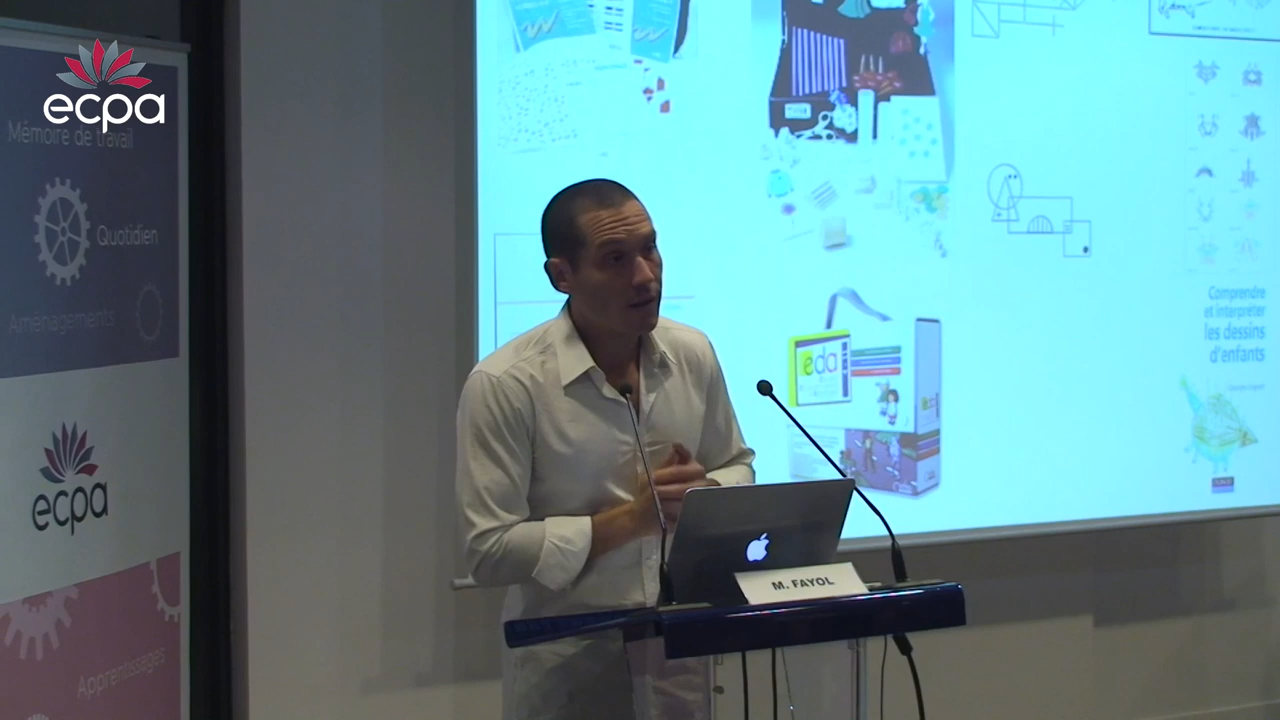 ecpa
Mémoire de travail
Quotidien
Aménagements
ecpa
Apprentissages
eda
Comprendre
et interpréter
les dessins
d'enfants
M. FAYOL